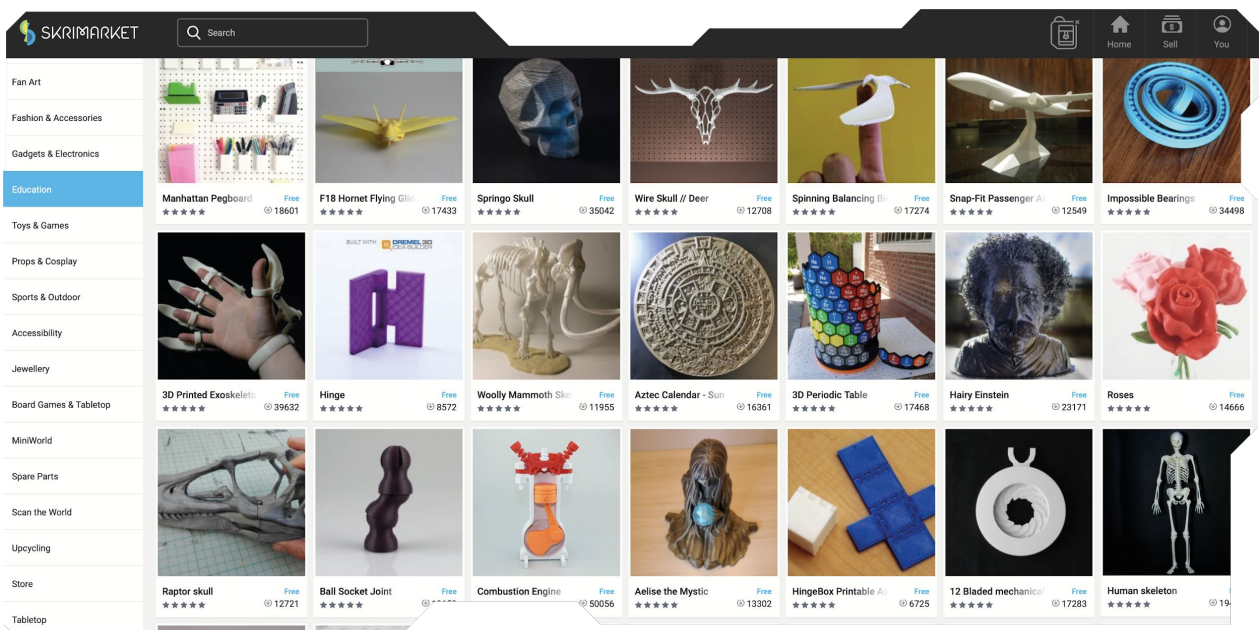 SKRIMARKET
Search
Home
Sell
You
Fan Art
Fashion & Accessories
Gadgets & Electronics
Education
Toys & Games
Props & Cosplay
Sports & Outdoor
Accessibility
Jewellery
Board Games & Tabletop
MiniWorld
Spare Parts
Scan the World
Upcycling
Store
Tabletop
Manhattan Pegboard Free
18601
F18 Hornet Flying Glid Free
17433
Springo Skull Free
35042
Wire Skull // Deer Free
12708
Spinning Balancing Free
17274
Snap-Fit Passenger Free
12549
Impossible Bearings Free
34498
BUILT WITH DREMEL 3D
IDEA BUILDER
3D Printed Exoskeleto Free
39632
Hinge Free
8572
Woolly Mammoth Ske Free
11955
Aztec Calendar - Sun Free
16361
3D Periodic Table Free
17468
Hairy Einstein Free
23171
Roses Free
14666
Raptor skull Free
12721
Ball Socket Joint Free
Combustion Engine Free
50056
Aelise the Mystic Free
13302
HingeBox Printable As Free
6725
12 Bladed mechanical Free
17283
Human skeleton Free
19